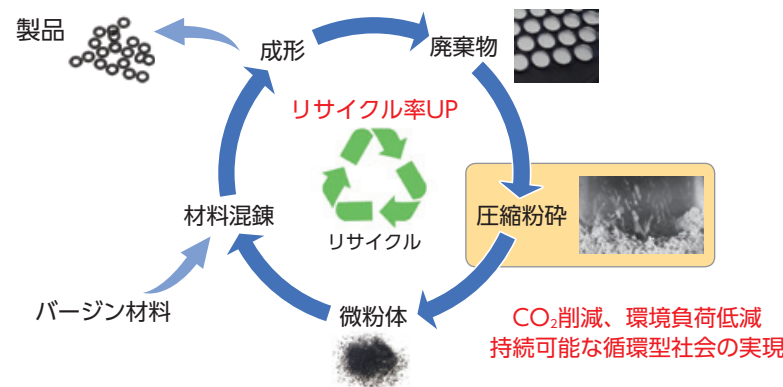 製品
成形
廃棄物
リサイクル率UP
材料混錬
リサイクル
圧縮粉砕
バージン材料
微粉体
CO₂削減、環境負荷低減
持続可能な循環型社会の実現